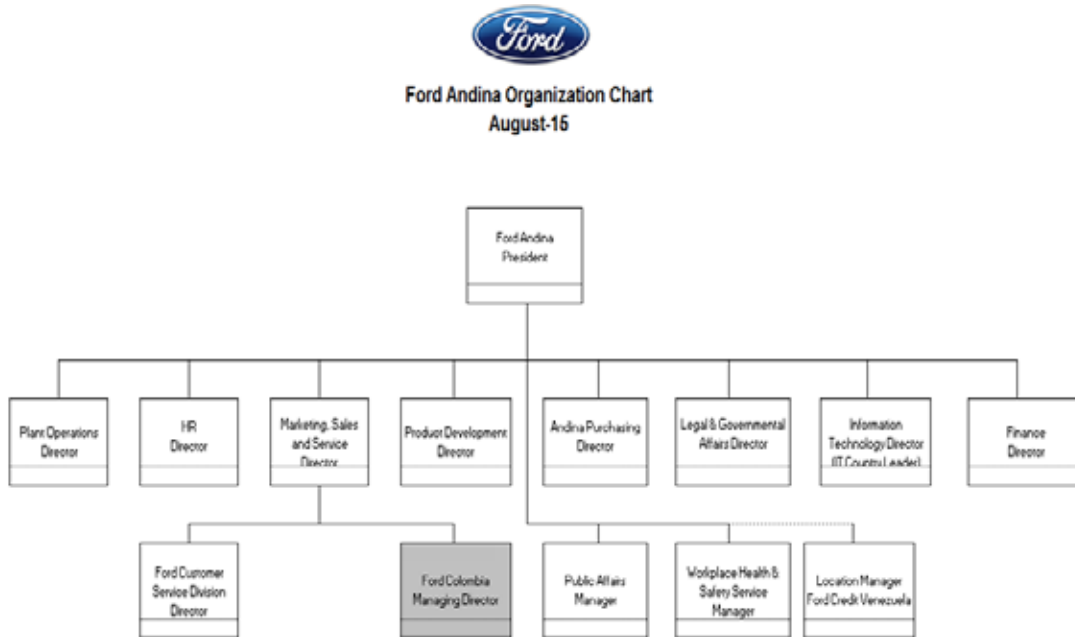 Ford
Ford Andina Organization Chart
August-15
Ford Andina
President
Plant Operations
Director
HR
Director
Marketing, Sales
and Service
Director
Product Development
Director
Andina Purchasing
Director
Legal & Governmental
Affairs Director
Information
Technology Director
(IT Country Leader)
Finance
Director
Ford Customer
Service Division
Director
Ford Colombia
Managing Director
Public Affairs
Manager
Workplace Health &
Safety Service
Manager
Location Manager
Ford Credit Venezuela